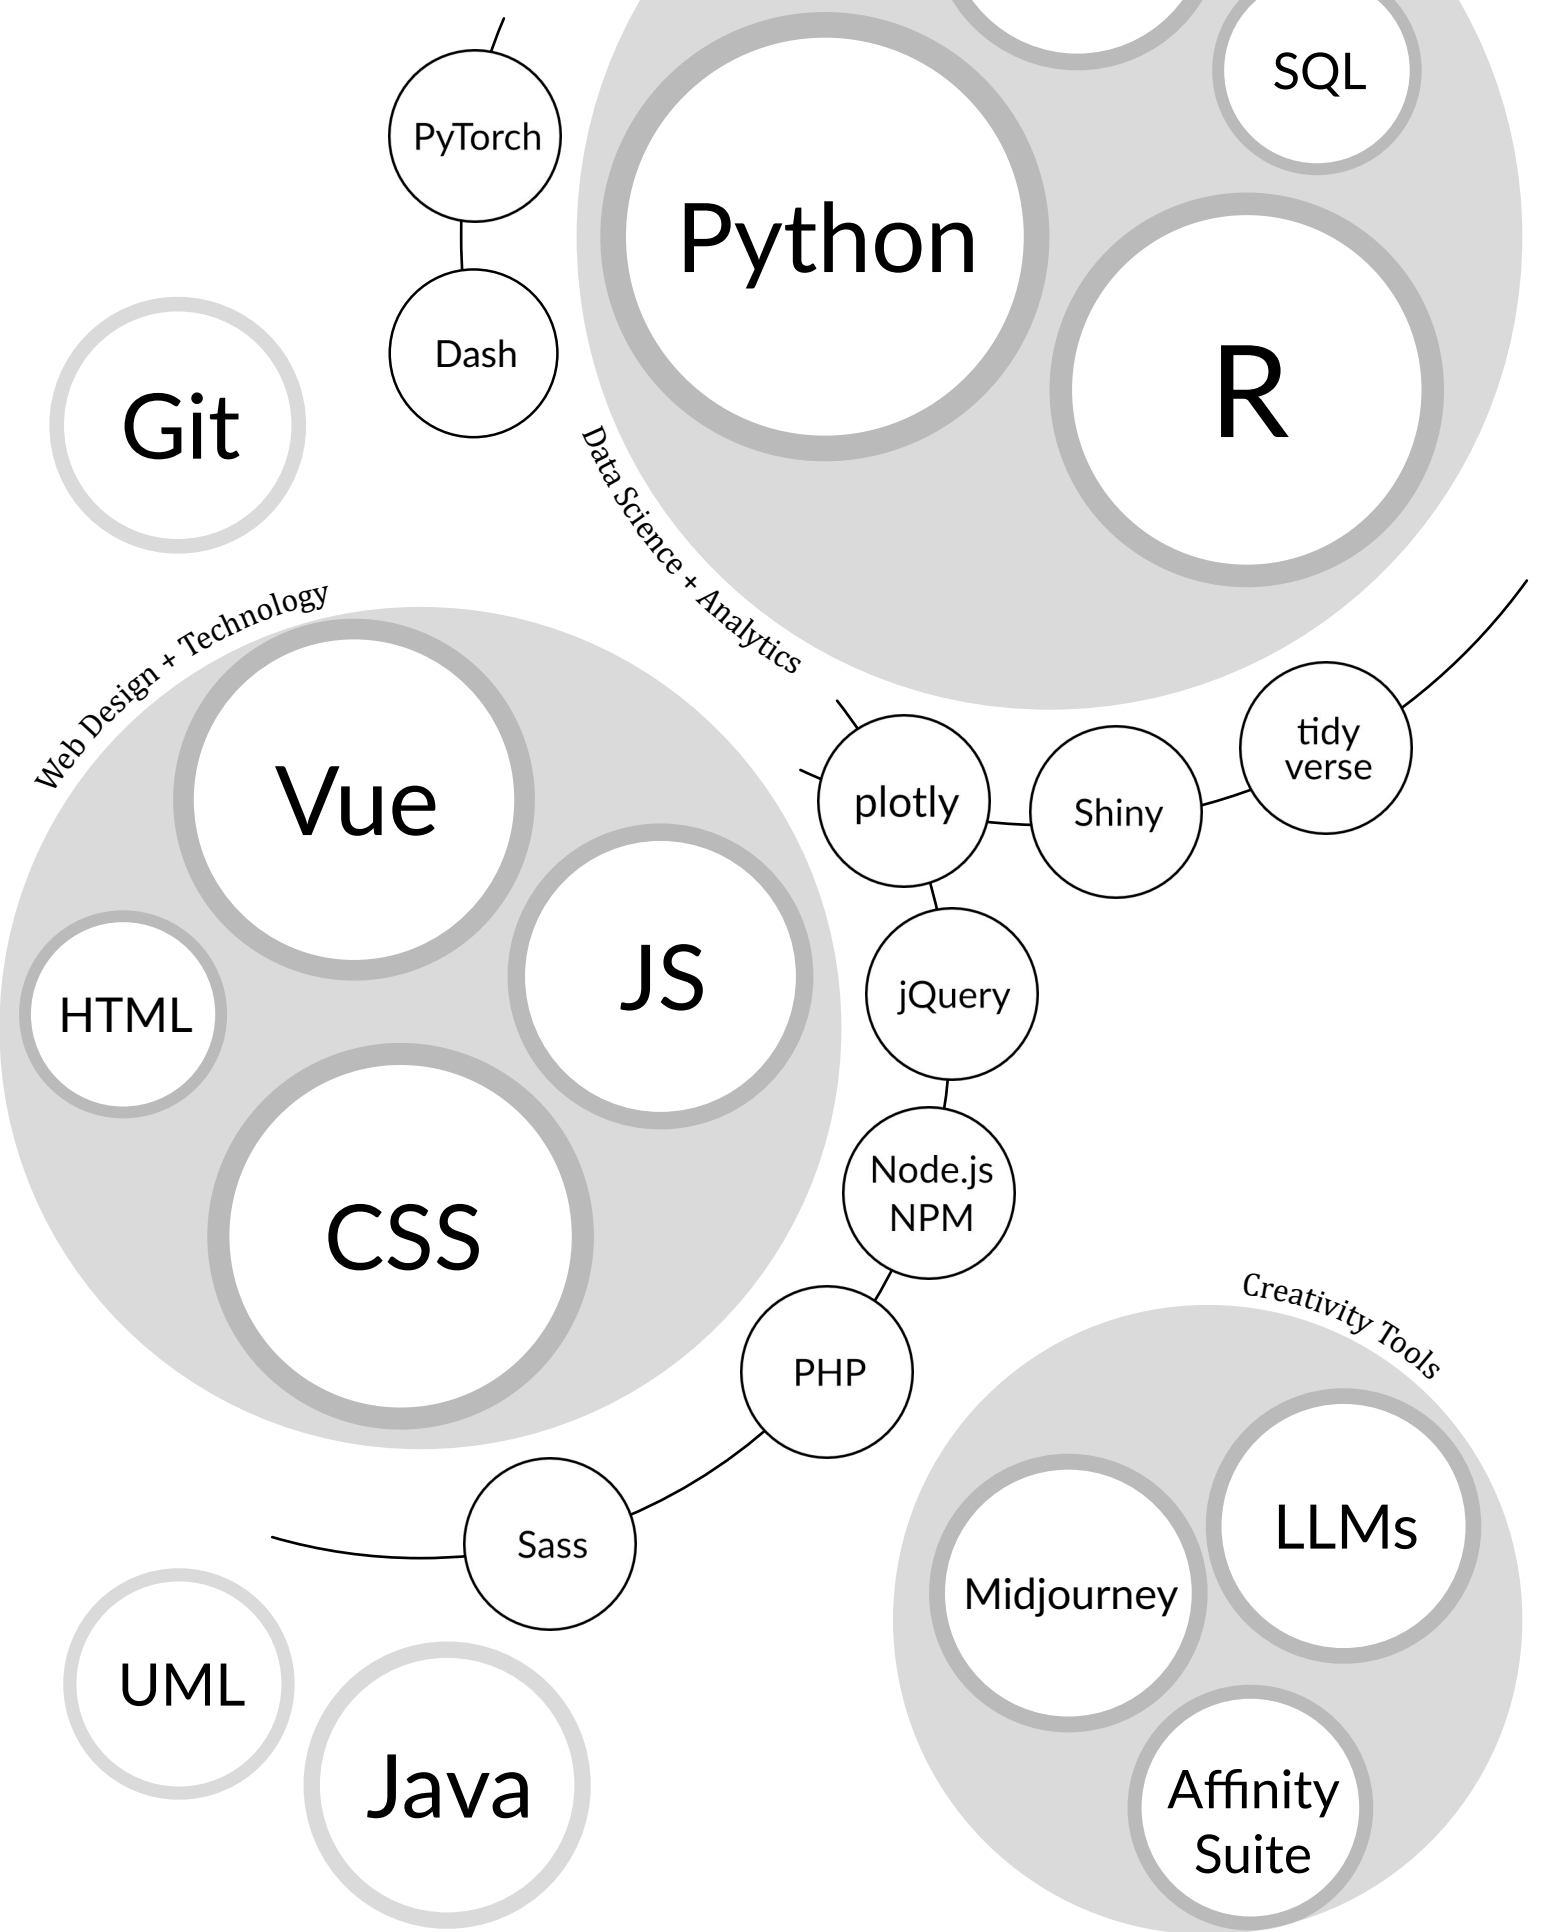 SQL
PyTorch
Python
Dash
R
Git
Data Science + Analytics
Web Design + Technology
tidy
verse
plotly
Shiny
Vue
JS
jQuery
HTML
Node.js
NPM
CSS
PHP
Creativity Tools
LLMs
Sass
Midjourney
UML
Java
Affinity
Suite